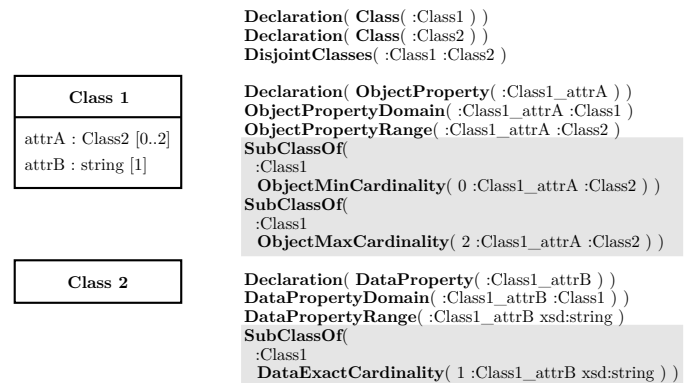 Declaration( Class( :Class1 ) )
Declaration( Class( :Class2 ) )
DisjointClasses( :Class1 :Class2 )
Class 1
attrA : Class2 [0..2]
attrB : string [1]
Declaration( ObjectProperty( :Class1_attrA ) )
ObjectPropertyDomain( :Class1_attrA :Class1 )
ObjectPropertyRange( :Class1_attrA :Class2 )
SubClassOf(
:Class1
ObjectMinCardinality( 0 :Class1_attrA :Class2 ) )
SubClassOf(
:Class1
ObjectMaxCardinality( 2 :Class1_attrA :Class2 ) )
Class 2
Declaration( DataProperty( :Class1_attrB ) )
DataPropertyDomain( :Class1_attrB :Class1 ) )
DataPropertyRange( :Class1_attrB xsd:string )
SubClassOf(
:Class1
DataExactCardinality( 1 :Class1_attrB xsd:string ) )